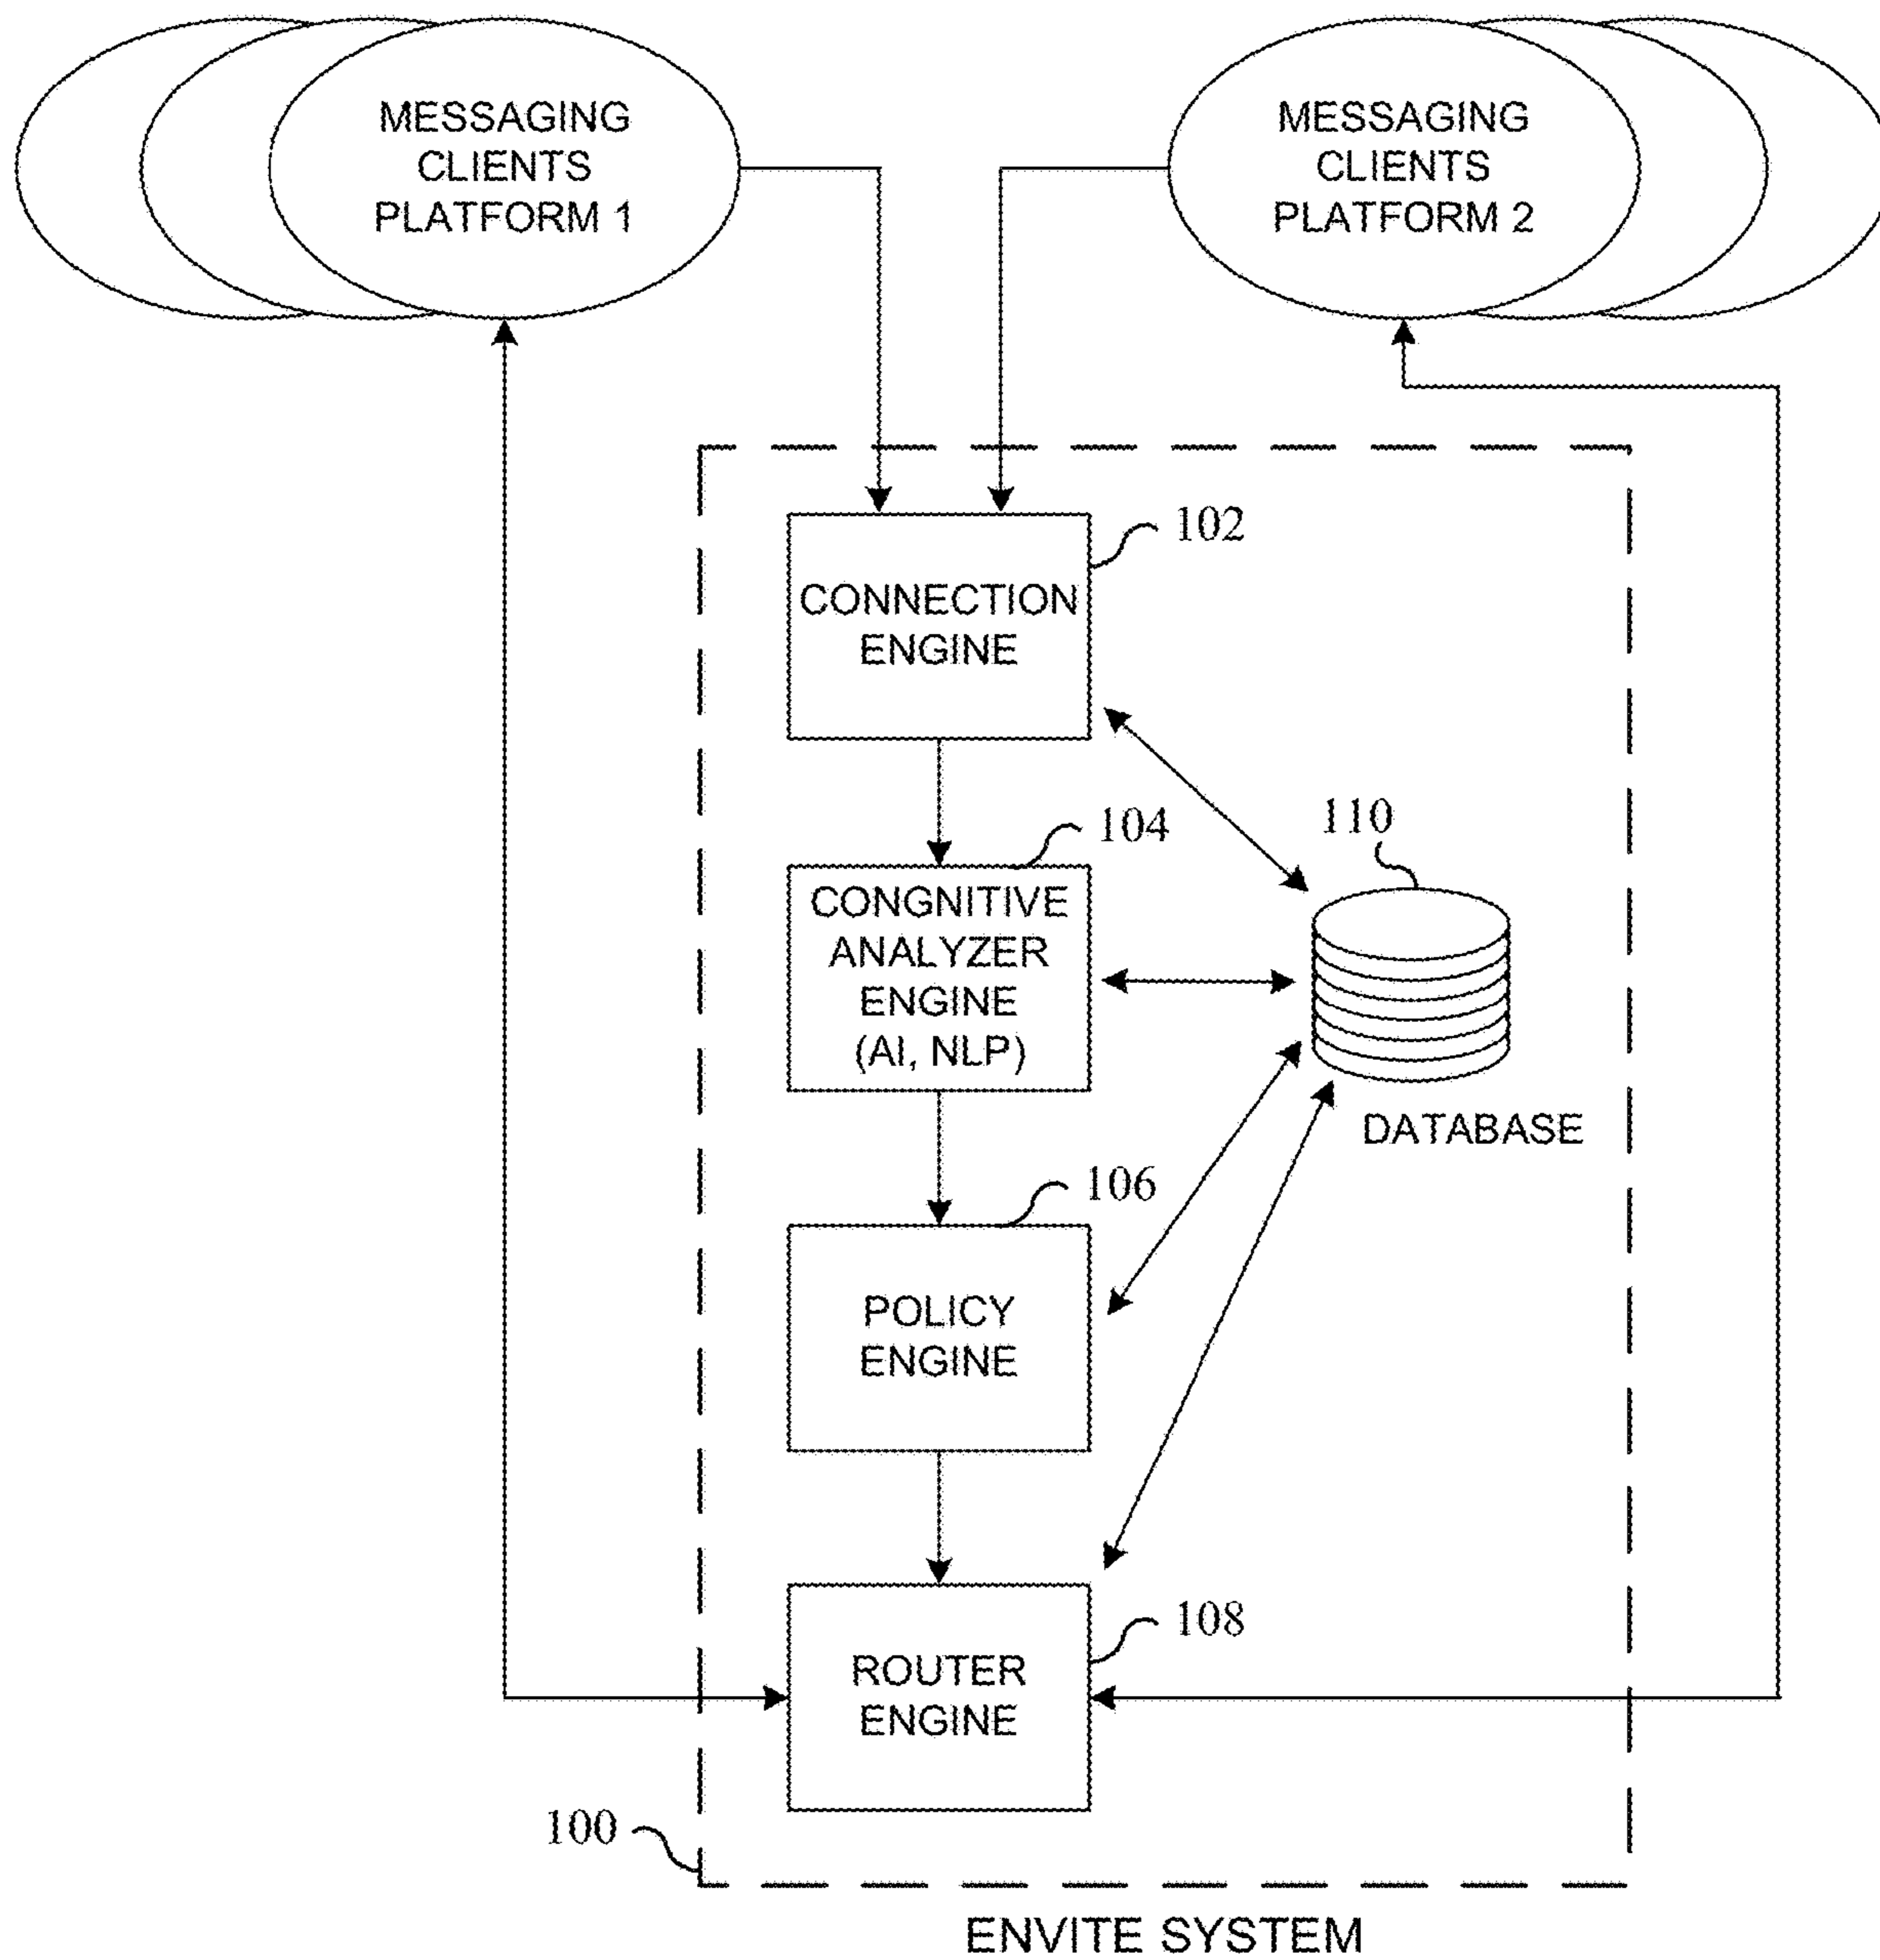 MESSAGING
CLIENTS
PLATFORM 1
MESSAGING
CLIENTS
PLATFORM 2
102
CONNECTION
ENGINE
104
110
CONGNITIVE
ANALYZER
ENGINE
(AI, NLP)
DATABASE
106
POLICY
ENGINE
108
ROUTER
ENGINE
100
ENVITE SYSTEM